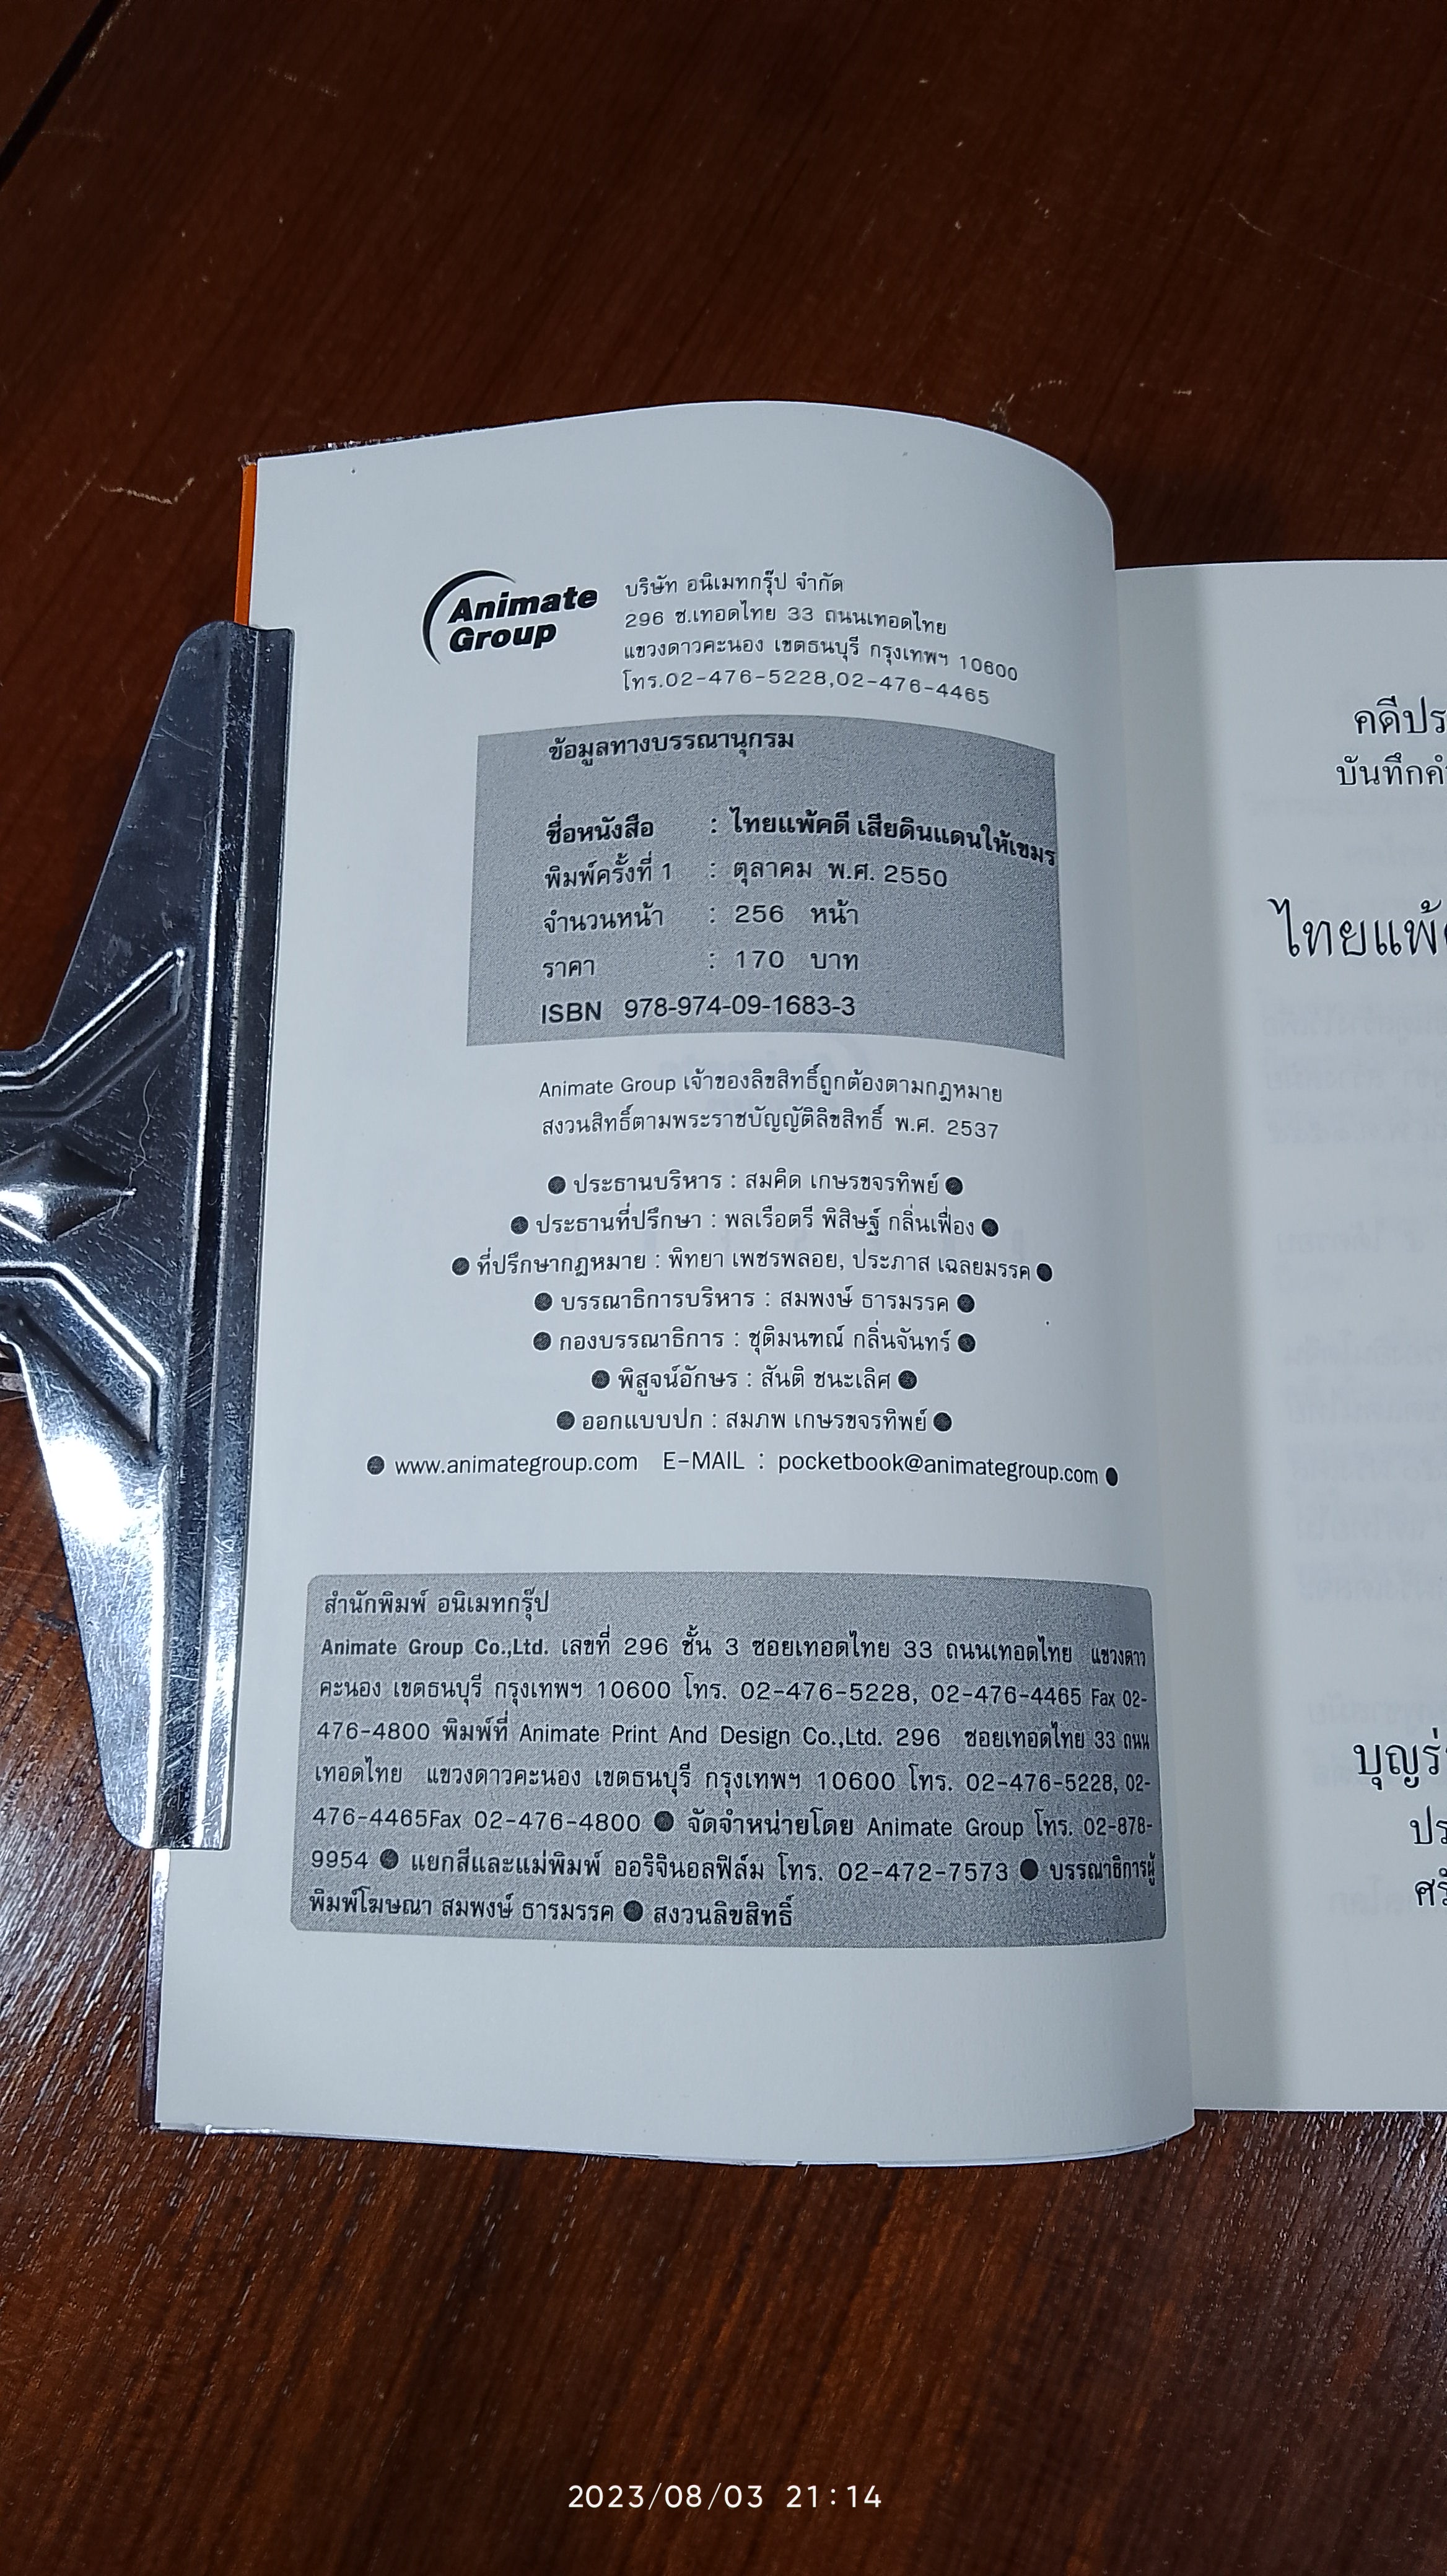 Animate
Group
บริษัท อนิเมทกรุ๊ป จำกัด
296 ซ.เทอดไทย 33 ถนนเทอดไทย
แขวงดาวคะนอง เขตธนบุรี กรุงเทพฯ 10600
โทร.02-476-5228,02-476-4465
ข้อมูลทางบรรณานุกรม
ชื่อหนังสือ : ไทยแพ้คดี เสียดินแดนให้เขมร
พิมพ์ครั้งที่ 1 : ตุลาคม พ.ศ. 2550
จำนวนหน้า : 256 หน้า
ราคา : 170 บาท
ISBN 978-974-09-1683-3
Animate Group เจ้าของลิขสิทธิ์ถูกต้องตามกฎหมาย
สงวนสิทธิ์ตามพระราชบัญญัติลิขสิทธิ์ พ.ศ. 2537
● ประธานบริหาร : สมคิด เกษรขจรทิพย์ ●
● ประธานที่ปรึกษา : พลเรือตรี พิสิษฐ์ กลิ่นเฟื่อง ●
● ที่ปรึกษากฎหมาย : พิทยา เพชรพลอย, ประภาส เฉลยมรรค ●
● บรรณาธิการบริหาร : สมพงษ์ ธารมรรค ●
● กองบรรณาธิการ : ชุติมนฑณ์ กลิ่นจันทร์ ●
● พิสูจน์อักษร : สันติ ชนะเลิศ ●
● ออกแบบปก : สมภพ เกษรขจรทิพย์ ●
● www.animategroup.com E-MAIL : pocketbook@animategroup.com ●
สำนักพิมพ์ อนิเมทกรุ๊ป
Animate Group Co.,Ltd. เลขที่ 296 ชั้น 3 ซอยเทอดไทย 33 ถนนเทอดไทย แขวงดาว
คะนอง เขตธนบุรี กรุงเทพฯ 10600 โทร. 02-476-5228, 02-476-4465 Fax 02-
476-4800 พิมพ์ที่ Animate Print And Design Co.,Ltd. 296 ซอยเทอดไทย 33 ถนน
เทอดไทย แขวงดาวคะนอง เขตธนบุรี กรุงเทพฯ 10600 โทร. 02-476-5228, 02-
476-4465Fax 02-476-4800 ● จัดจำหน่ายโดย Animate Group โทร. 02-878-
9954 ● แยกสีและแม่พิมพ์ ออริจินอลฟิล์ม โทร. 02-472-7573 ● บรรณาธิการผู้
พิมพ์โฆษณา สมพงษ์ ธารมรรค ● สงวนลิขสิทธิ์
คดีปร
บันทึกคำ
ไทยแพ้
บุญร่
ปร
ศรี
2023/08/03 21:14